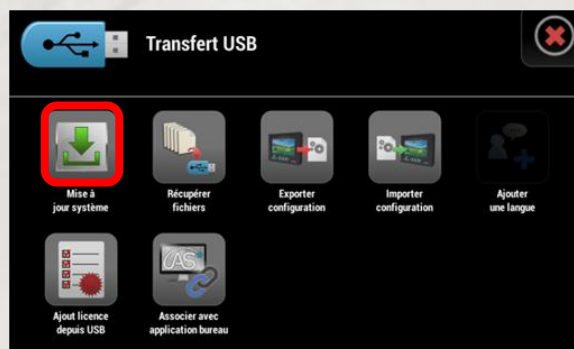 Transfert USB
Mise à
jour système
Récupérer
fichiers
Exporter
configuration
Importer
configuration
Ajouter
une langue
Ajout licence
depuis USB
AS
Associer avec
application bureau